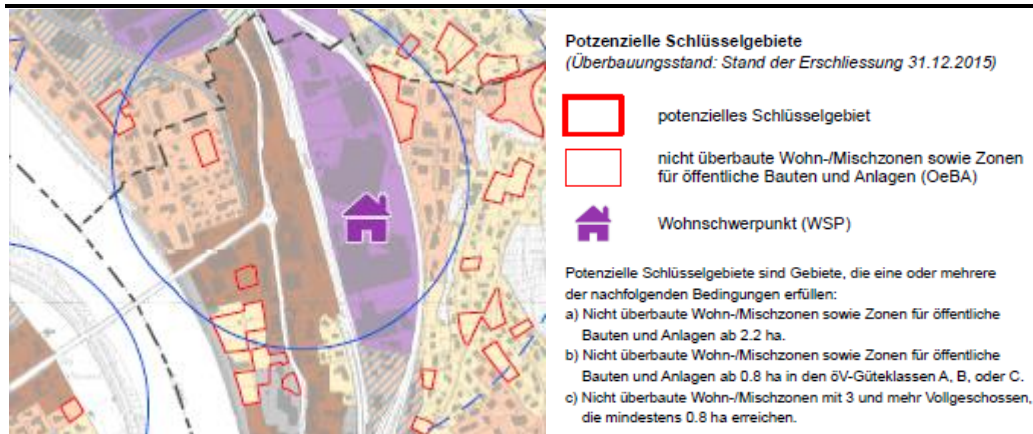 Potzenzielle Schlüsselgebiete
(Überbauungsstand: Stand der Erschliessung 31.12.2015)
potenzielles Schlüsselgebiet
nicht überbaute Wohn-/Mischzonen sowie Zonen
für öffentliche Bauten und Anlagen (OeBA)
Wohnschwerpunkt (WSP)
Potenzielle Schlüsselgebiete sind Gebiete, die eine oder mehrere
der nachfolgenden Bedingungen erfüllen:
a) Nicht überbaute Wohn-/Mischzonen sowie Zonen für öffentliche
Bauten und Anlagen ab 2.2 ha.
b) Nicht überbaute Wohn-/Mischzonen sowie Zonen für öffentliche
Bauten und Anlagen ab 0.8 ha in den öV-Güteklassen A, B, oder C.
c) Nicht überbaute Wohn-/Mischzonen mit 3 und mehr Vollgeschossen,
die mindestens 0.8 ha erreichen.